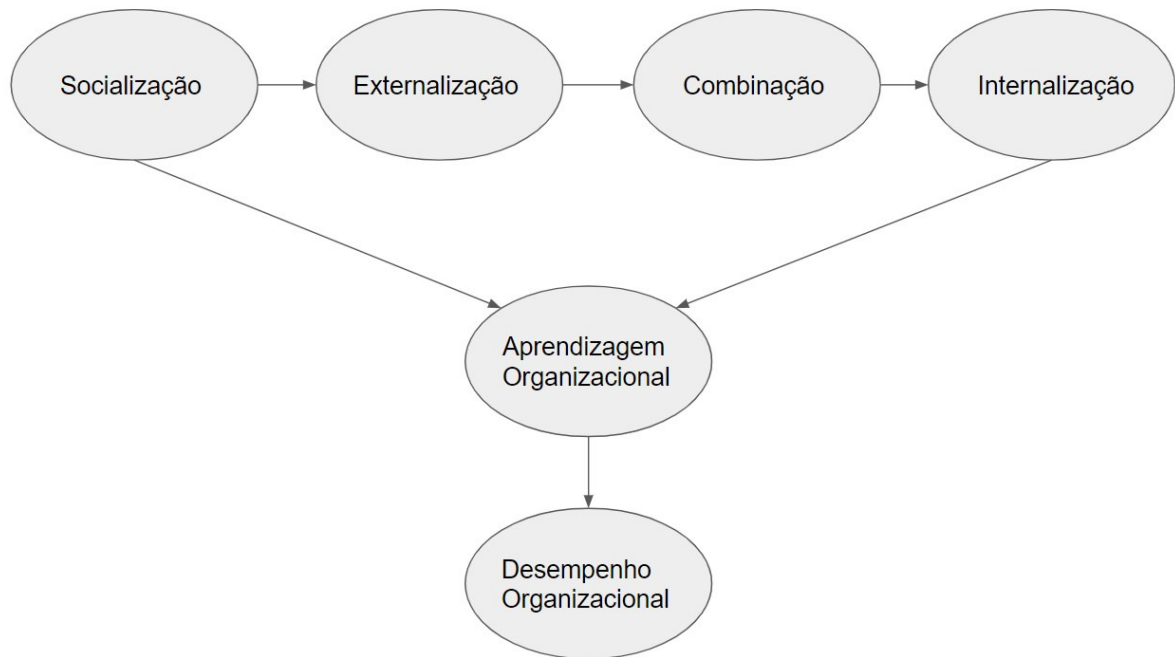 Socialização
Externalização
Combinação
Internalização
Aprendizagem
Organizacional
Desempenho
Organizacional